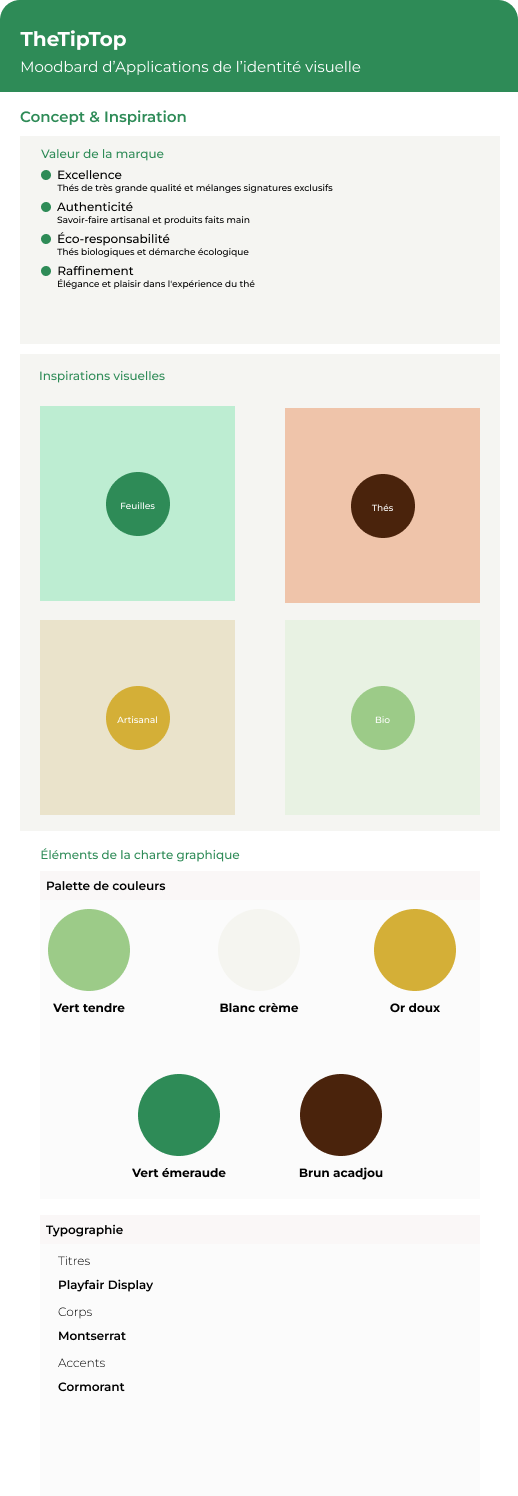 TheTipTop
Moodbard d’Applications de l’identité visuelle
Concept & Inspiration
Valeur de la marque
Excellence
Thés de très grande qualité et mélanges signatures exclusifs
Authenticité
Savoir-faire artisanal et produits faits main
Éco-responsabilité
Thés biologiques et démarche écologique
Raffinement
Élégance et plaisir dans l'expérience du thé
Inspirations visuelles
Feuilles
Thés
Artisanal
Bio
Éléments de la charte graphique
Palette de couleurs
Vert tendre
Blanc crème
Or doux
Vert émeraude
Brun acadjou
Typographie
Titres
Playfair Display
Corps
Montserrat
Accents
Cormorant